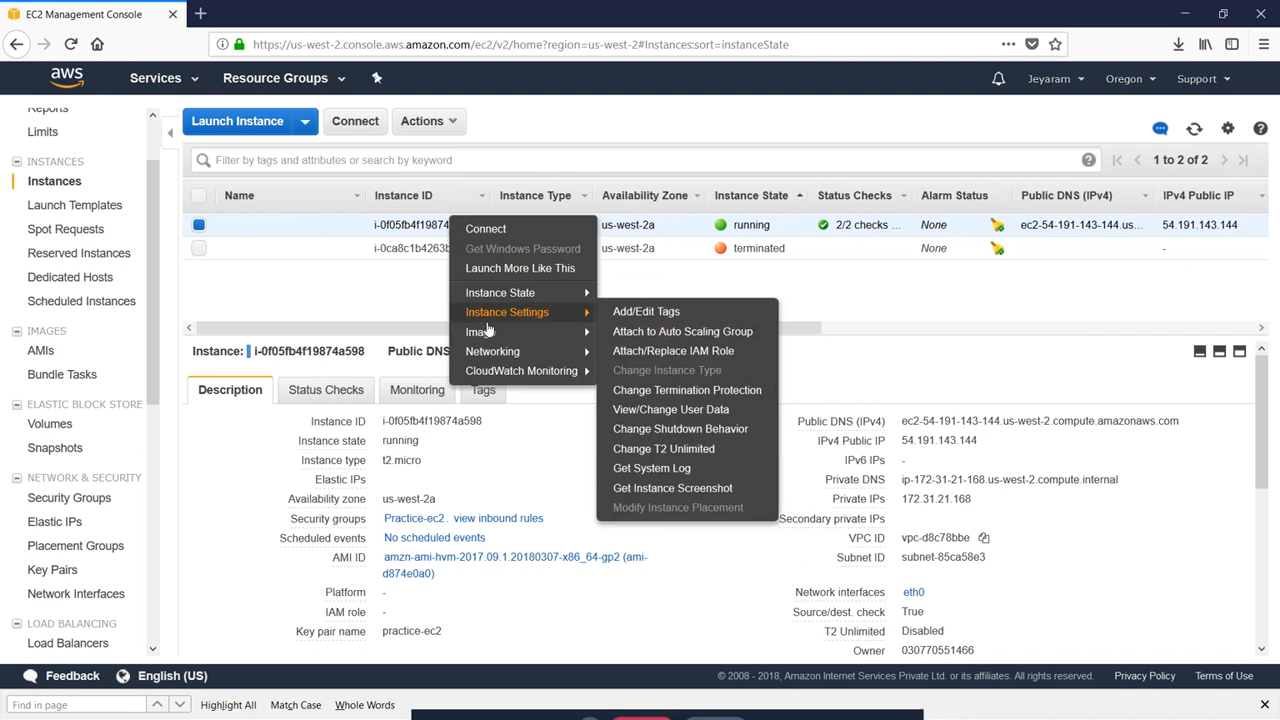 EC2 Management Console
https://us-west-2.console.aws.amazon.com/ec2/v2/home?region=us-west-2#Instances:sort=instanceState
aws Services Resource Groups Jeyaram Oregon Support
Reports
Limits
INSTANCES
Instances
Launch Templates
Spot Requests
Reserved Instances
Dedicated Hosts
Scheduled Instances
IMAGES
AMIs
Bundle Tasks
ELASTIC BLOCK STORE
Volumes
Snapshots
NETWORK & SECURITY
Security Groups
Elastic IPs
Placement Groups
Key Pairs
Network Interfaces
LOAD BALANCING
Load Balancers
Launch Instance Connect Actions
Filter by tags and attributes or search by keyword
1 to 2 of 2
Name Instance ID Instance Type Availability Zone Instance State Status Checks Alarm Status Public DNS (IPv4) IPv4 Public IP
i-0f05fb4f19874 us-west-2a running 2/2 checks ... None ec2-54-191-143-144.us... 54.191.143.144
i-0ca8c1b4263b us-west-2a terminated None -
Connect
Get Windows Password
Launch More Like This
Instance State
Instance Settings
Networking
CloudWatch Monitoring
Add/Edit Tags
Attach to Auto Scaling Group
Attach/Replace IAM Role
Change Instance Type
Change Termination Protection
View/Change User Data
Change Shutdown Behavior
Change T2 Unlimited
Get System Log
Get Instance Screenshot
Modify Instance Placement
Instance: i-0f05fb4f19874a598 Public DNS
Description Status Checks Monitoring Tags
Instance ID i-0f05fb4f19874a598
Instance state running
Instance type t2.micro
Elastic IPs
Availability zone us-west-2a
Security groups Practice-ec2. view inbound rules
Scheduled events No scheduled events
AMI ID amzn-ami-hvm-2017.09.1.20180307-x86_64-gp2 (ami-
d874e0a0)
Platform -
IAM role -
Key pair name practice-ec2
Public DNS (IPv4) ec2-54-191-143-144.us-west-2.compute.amazonaws.com
IPv4 Public IP 54.191.143.144
IPv6 IPs -
Private DNS ip-172-31-21-168.us-west-2.compute.internal
Private IPs 172.31.21.168
Secondary private IPs
VPC ID vpc-d8c78bbe
Subnet ID subnet-85ca58e3
Network interfaces eth0
Source/dest. check True
T2 Unlimited Disabled
Owner 030770551466
Feedback English (US) © 2008 - 2018, Amazon Internet Services Private Ltd. or its affiliates. All rights reserved. Privacy Policy Terms of Use
Find in page Highlight All Match Case Whole Words